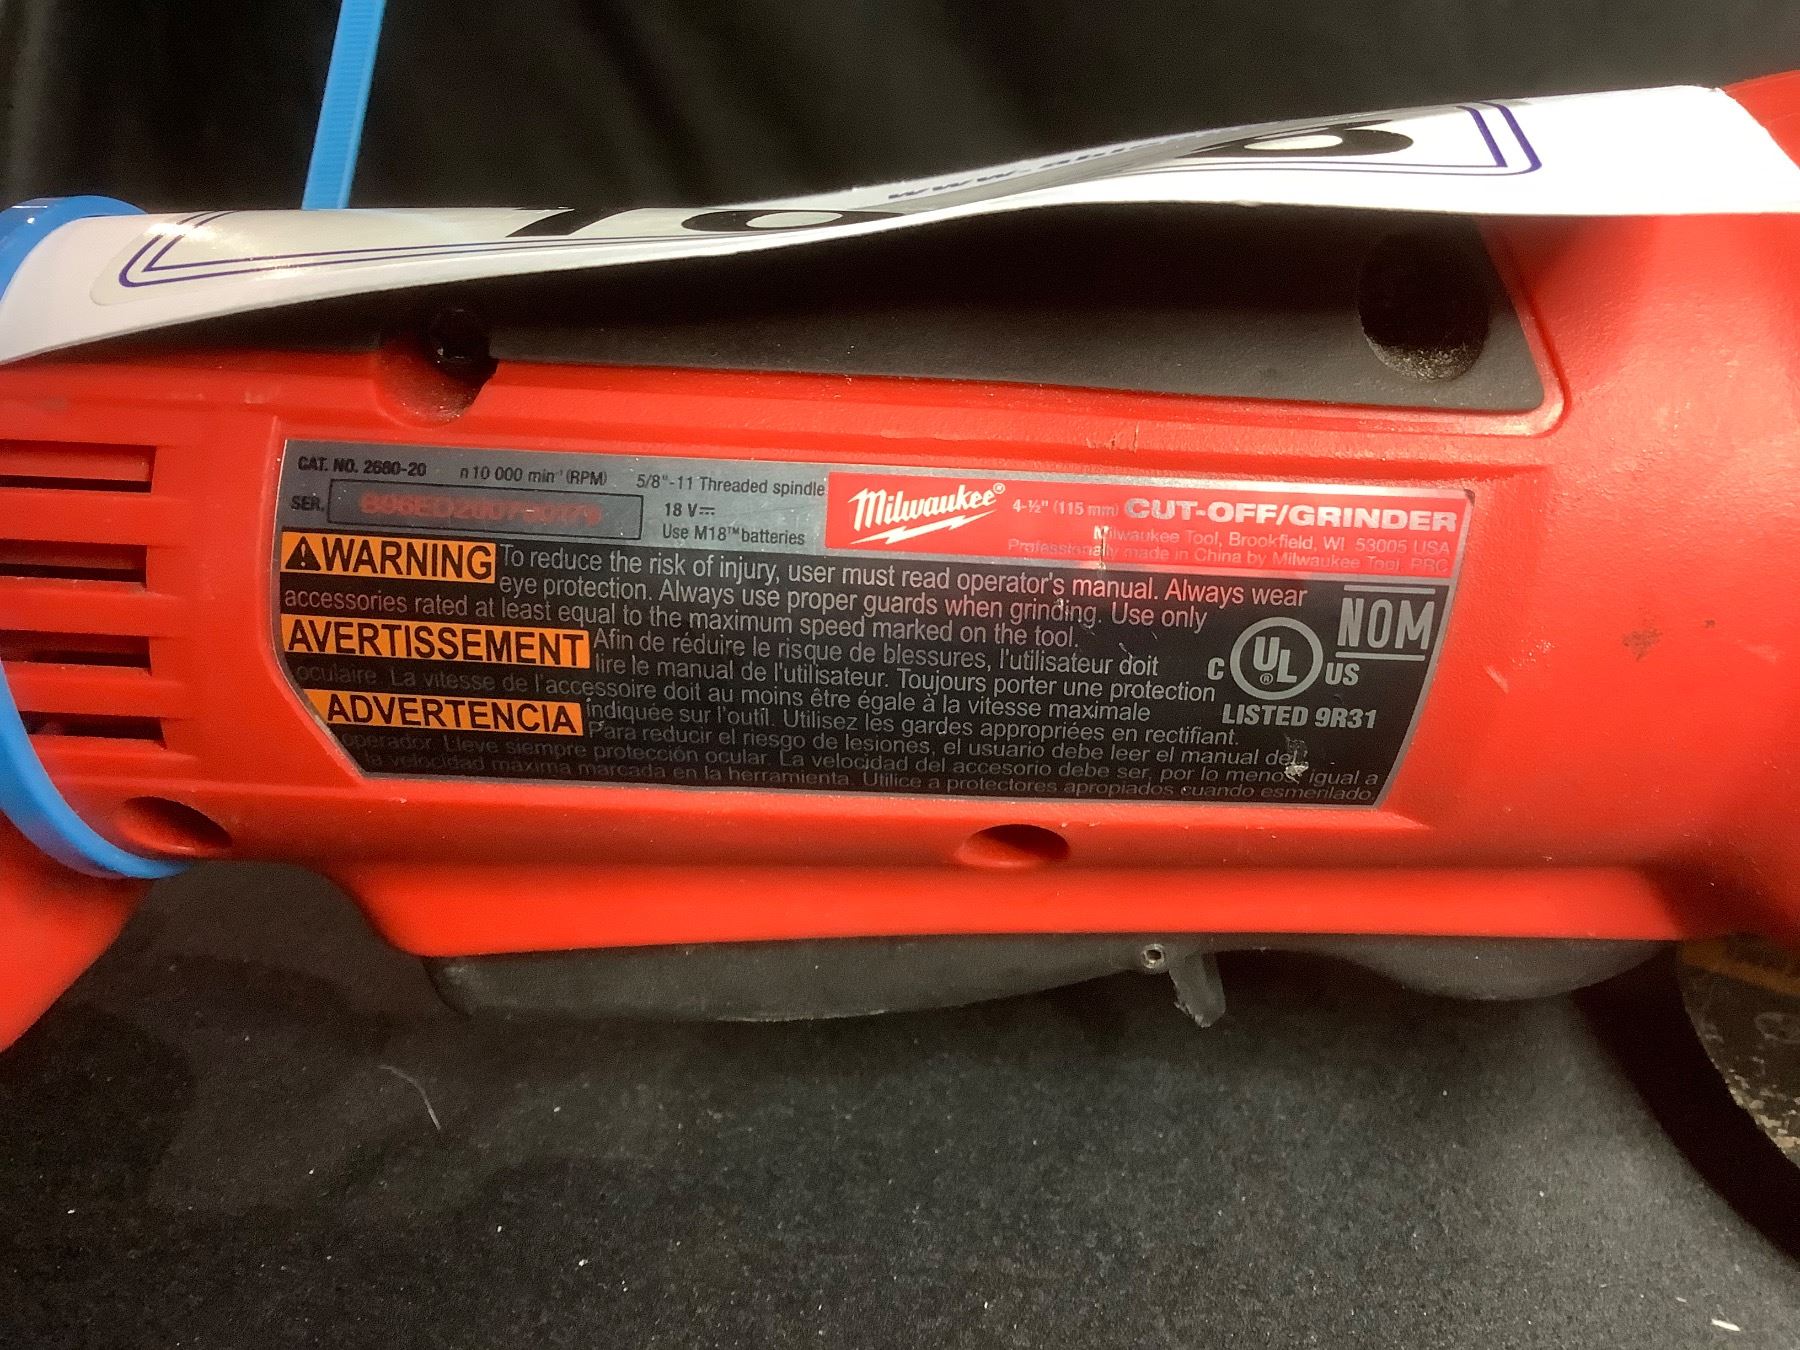 CAT. NO. 2680-20 n 10 000 min⁻¹ (RPM) 5/8"-11 Threaded spindle
SER.
18 V⎓
Use M18™ batteries
Milwaukee® 4-½" (115 mm) CUT-OFF/GRINDER
Milwaukee Tool, Brookfield, WI 53005 USA
Professionally made in China by Milwaukee Tool, PRC
⚠WARNING To reduce the risk of injury, user must read operator's manual. Always wear
eye protection. Always use proper guards when grinding. Use only
accessories rated at least equal to the maximum speed marked on the tool.
AVERTISSEMENT Afin de réduire le risque de blessures, l'utilisateur doit
lire le manual de l'utilisateur. Toujours porter une protection
oculaire. La vitesse de l'accessoire doit au moins être égale à la vitesse maximale
indiquée sur l'outil. Utilisez les gardes appropriées en rectifiant.
ADVERTENCIA Para reducir el riesgo de lesiones, el usuario debe leer el manual del
operador. Lleve siempre protección ocular. La velocidad del accesorio debe ser, por lo menos, igual a
la velocidad máxima marcada en la herramienta. Utilice a protectores apropiados cuando esmerilado.
NOM
C UL® US
LISTED 9R31